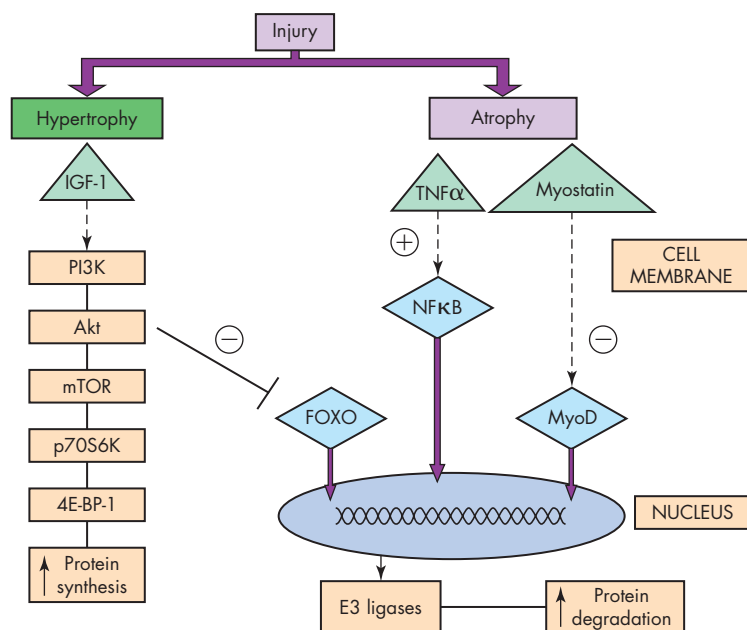 Injury
Hypertrophy
Atrophy
IGF-1
TNFα
Myostatin
+
PI3K
CELL
MEMBRANE
NFκB
Akt
−
−
mTOR
FOXO
MyoD
p70S6K
4E-BP-1
NUCLEUS
↑ Protein
synthesis
E3 ligases
↑ Protein
degradation